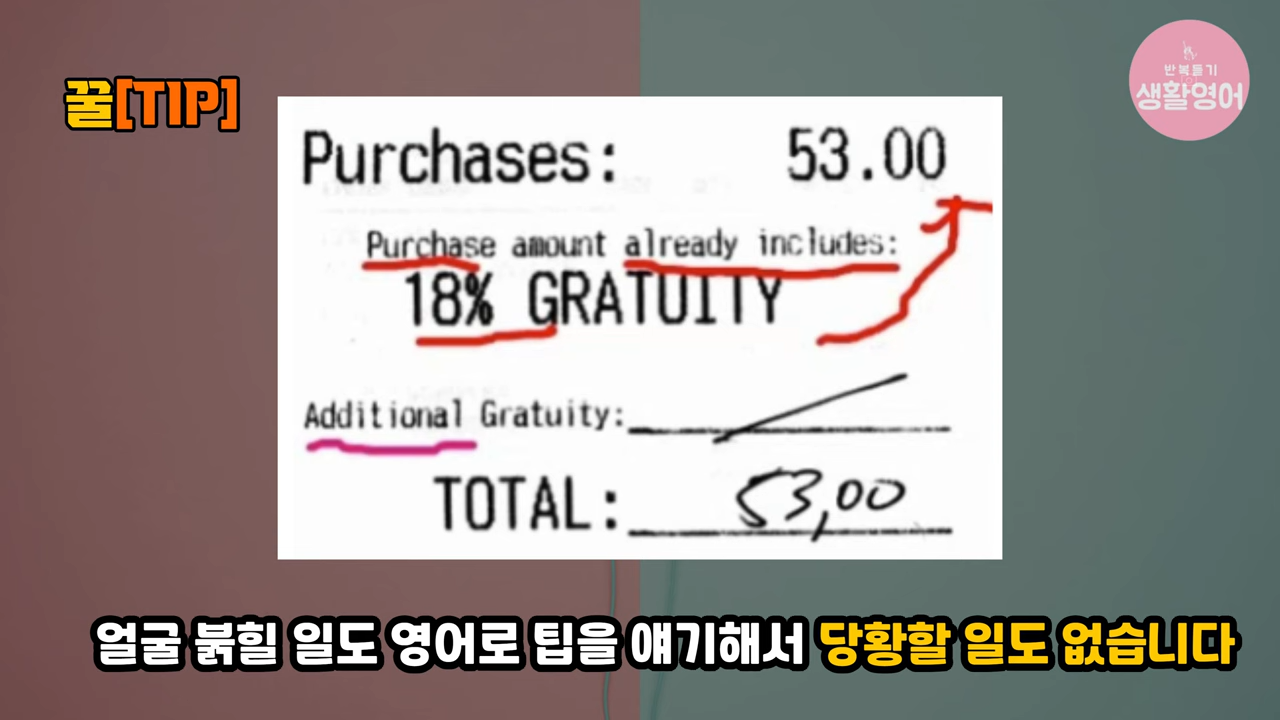 꿀[TIP]
반복듣기
생활영어
Purchases: 53.00
Purchase amount already includes:
18% GRATUITY
Additional Gratuity:
TOTAL: 53,00
얼굴 붉힐 일도 영어로 팁을 얘기해서 당황할 일도 없습니다